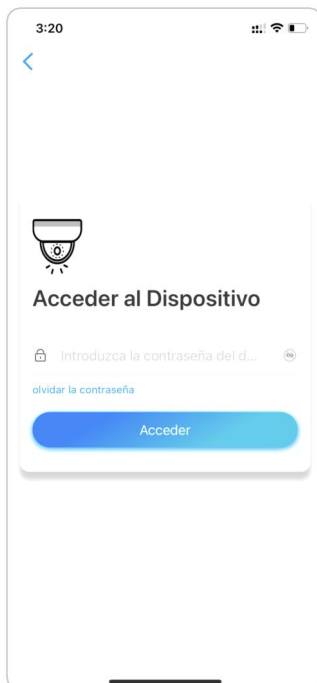 3:20
Acceder al Dispositivo
Introduzca la contraseña del d...
olvidar la contraseña
Acceder